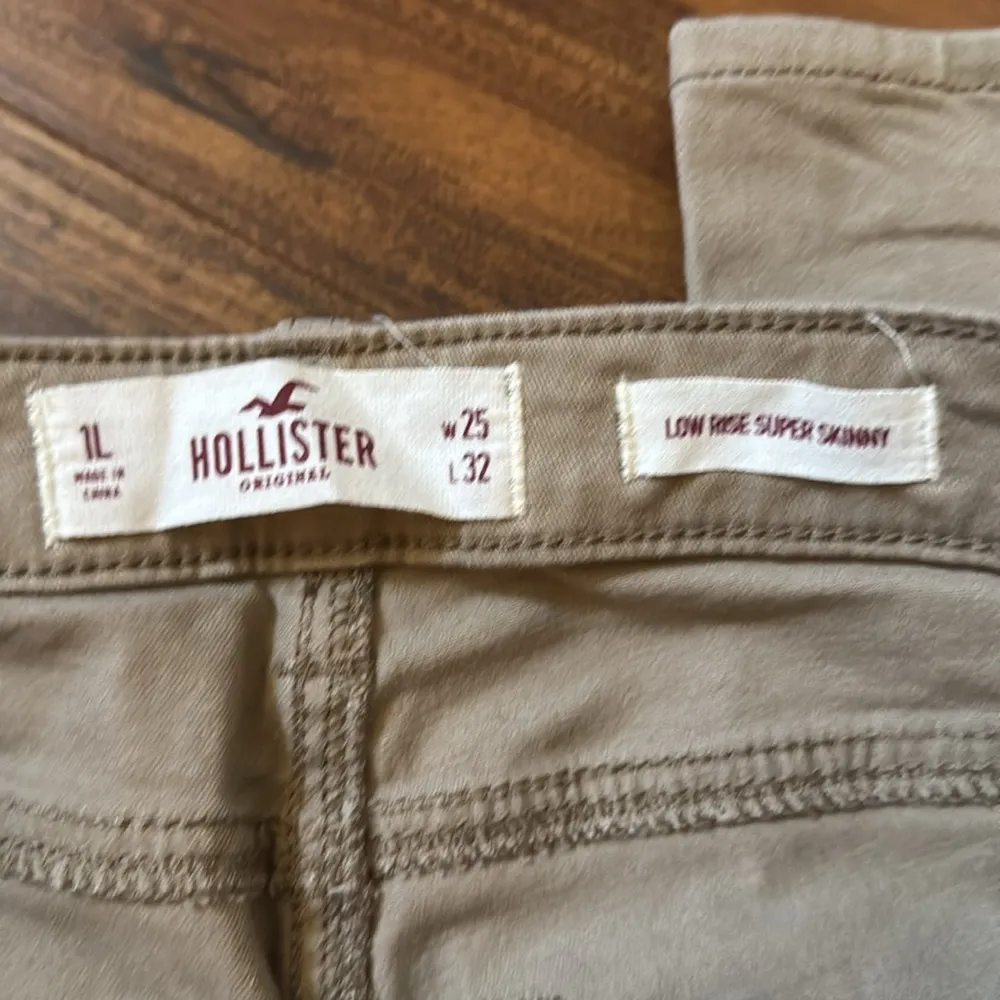 1L
MADE IN
CHINA
HOLLISTER
ORIGINAL
W 25
L 32
LOW RISE SUPER SKINNY